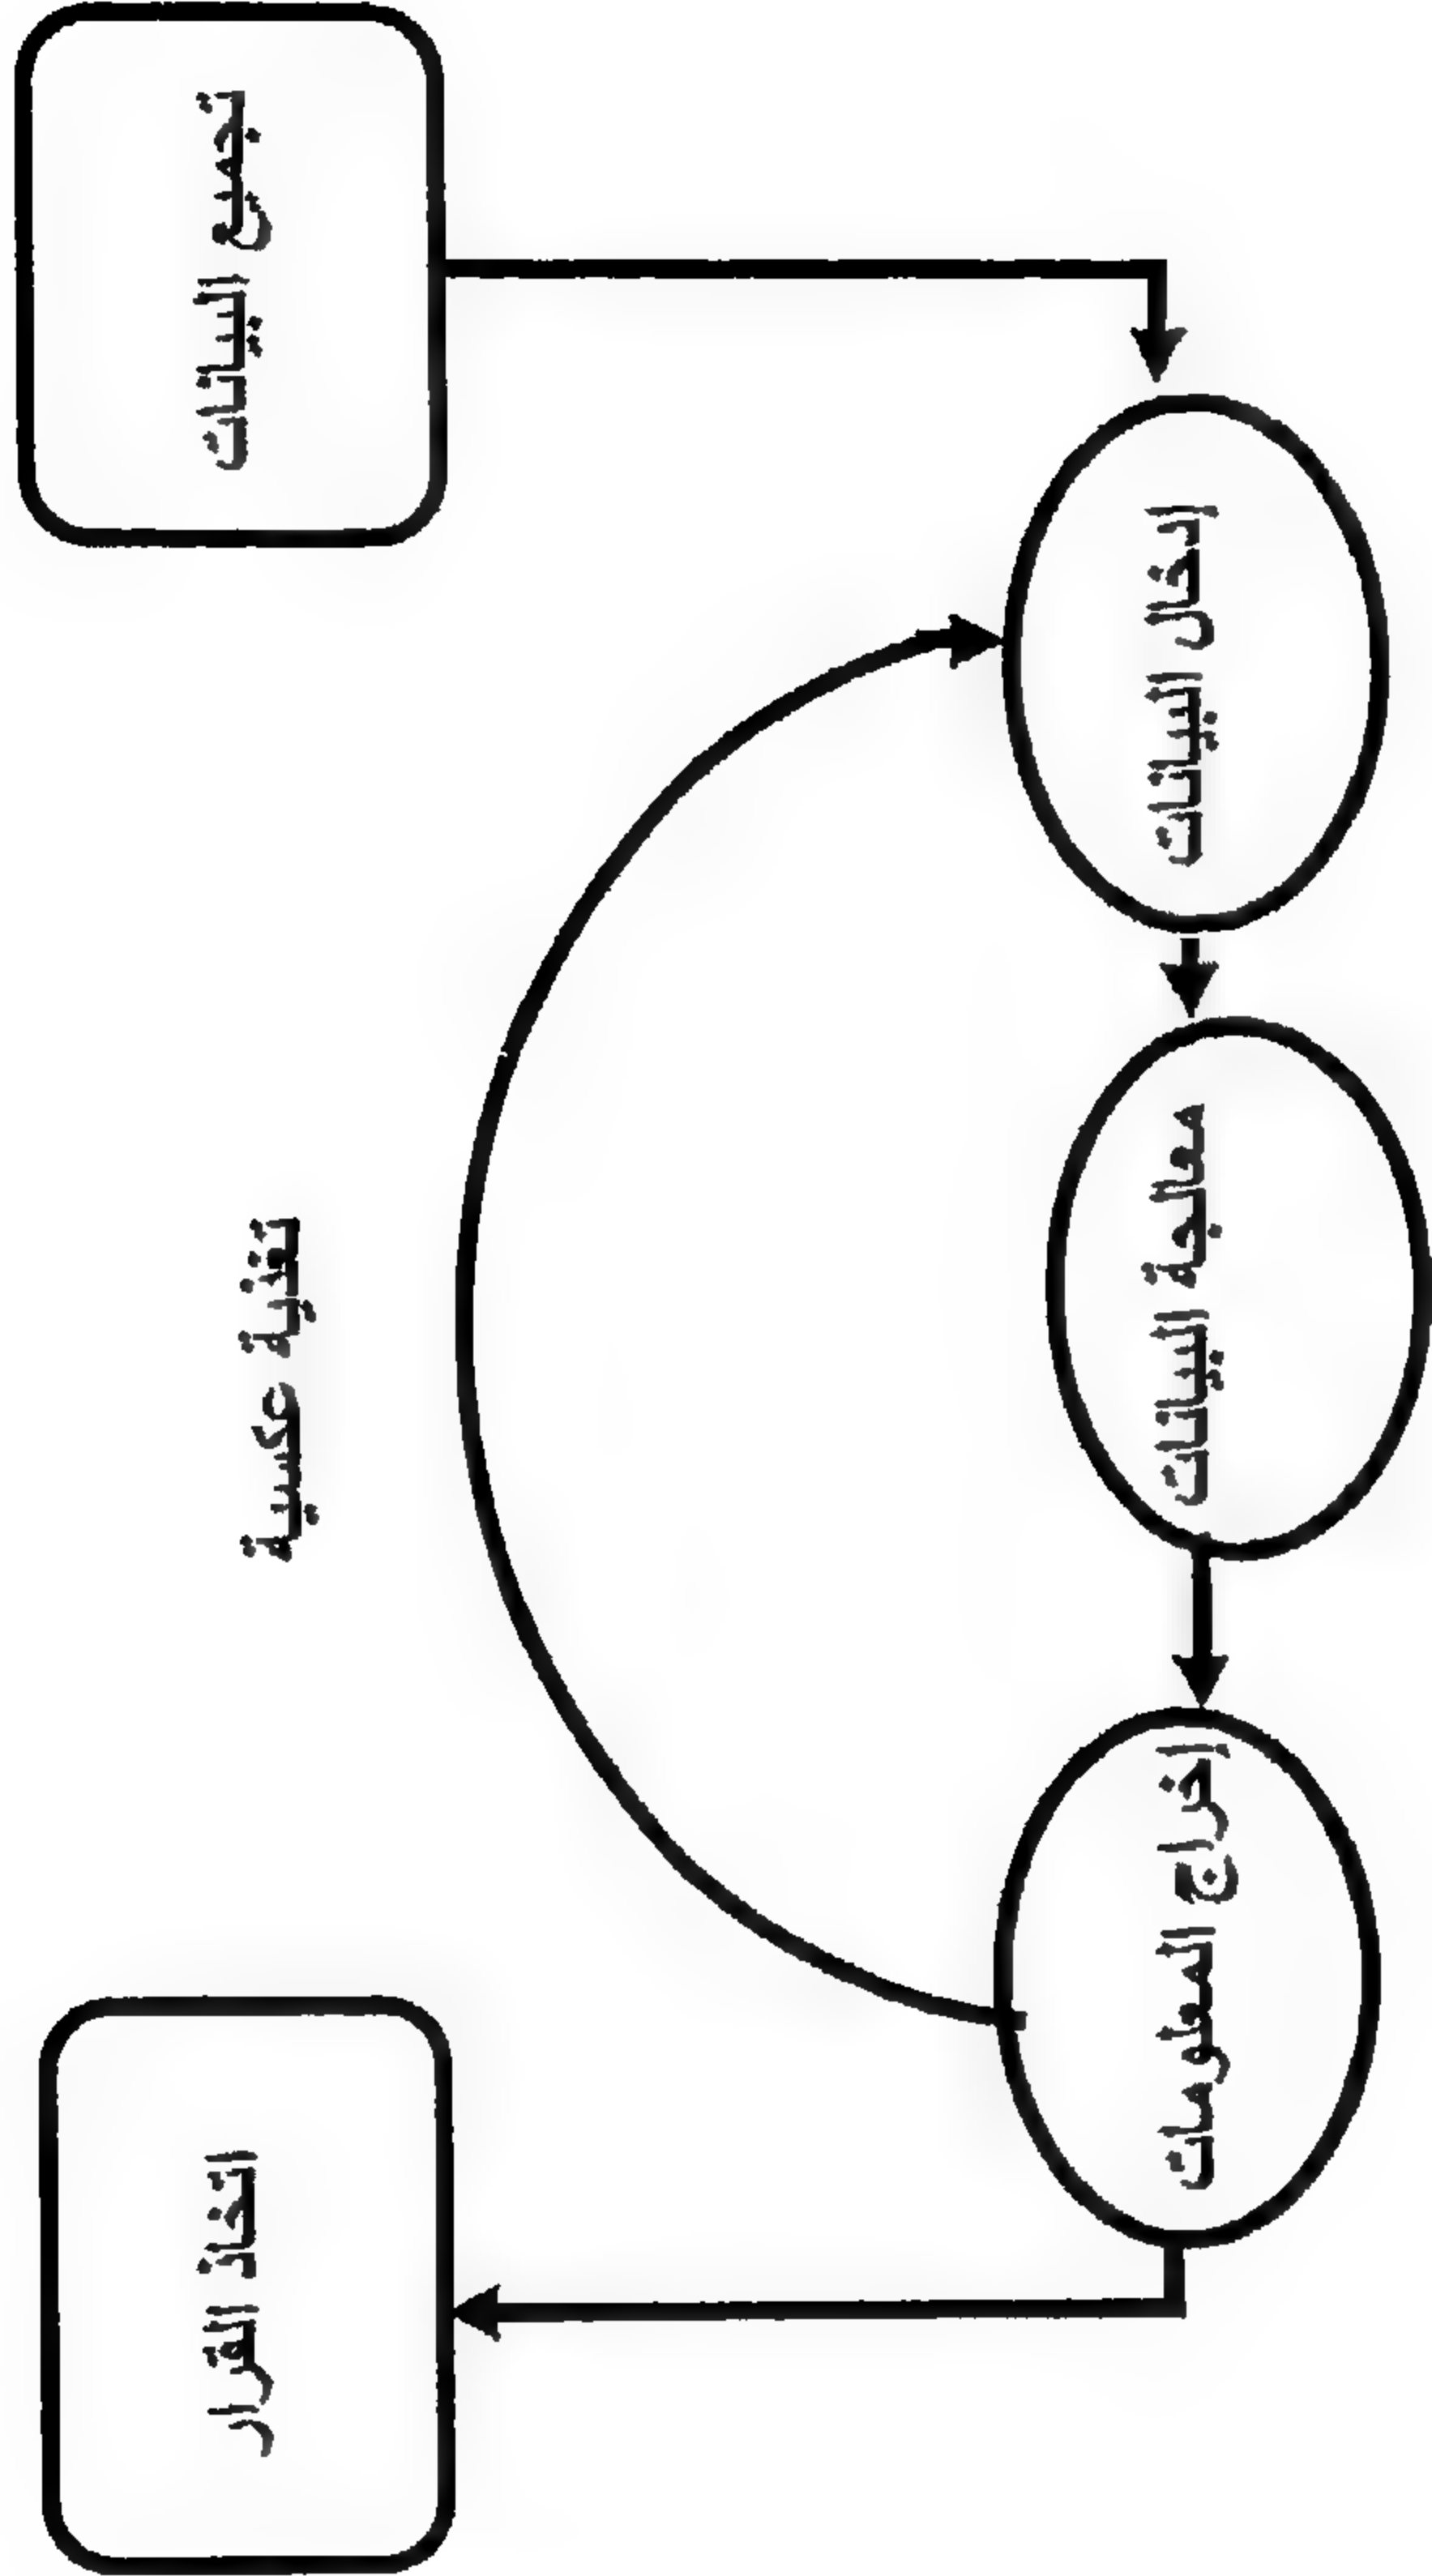 تجميع البيانات
إدخال البيانات
معالجة البيانات
تغذية عكسية
إخراج المعلومات
اتخاذ القرار